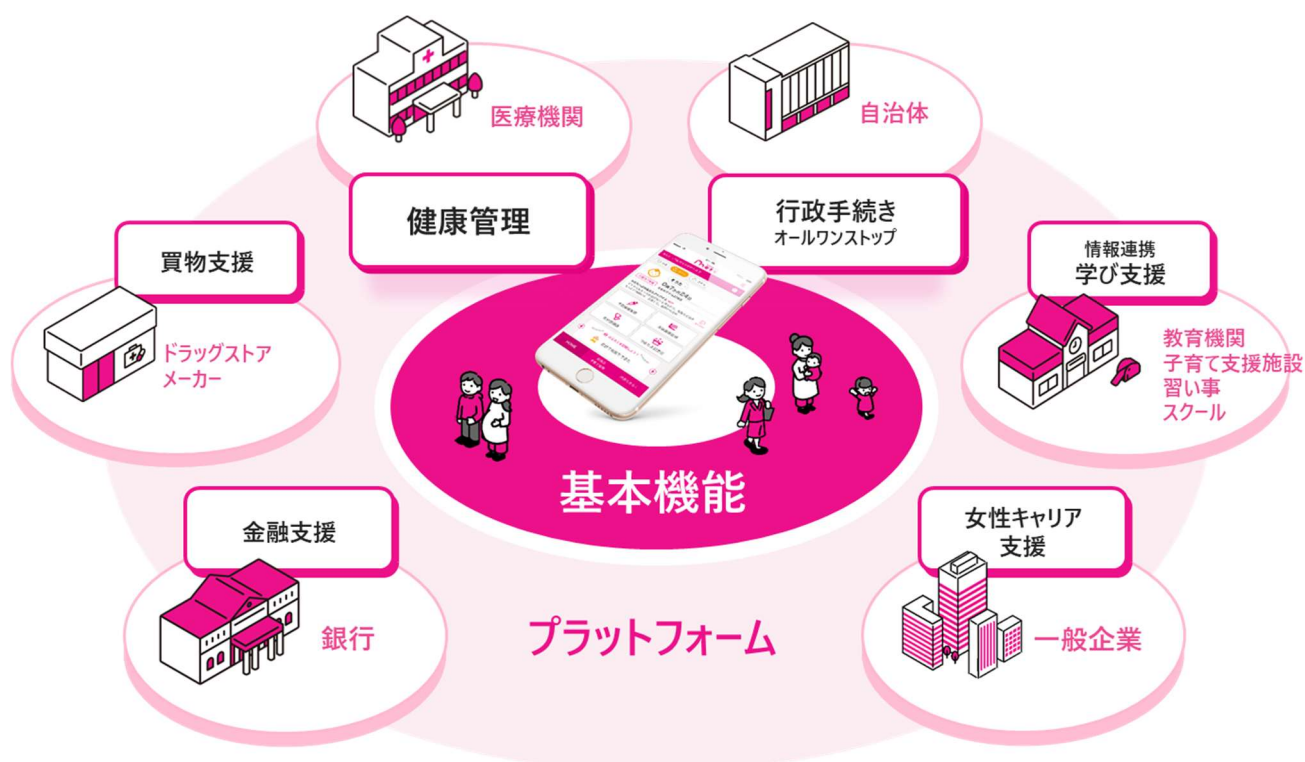 医療機関
自治体
健康管理
行政手続き
オールワンストップ
買物支援
情報連携
学び支援
ドラッグストア
メーカー
教育機関
子育て支援施設
習い事
スクール
基本機能
金融支援
女性キャリア
支援
銀行
プラットフォーム
一般企業